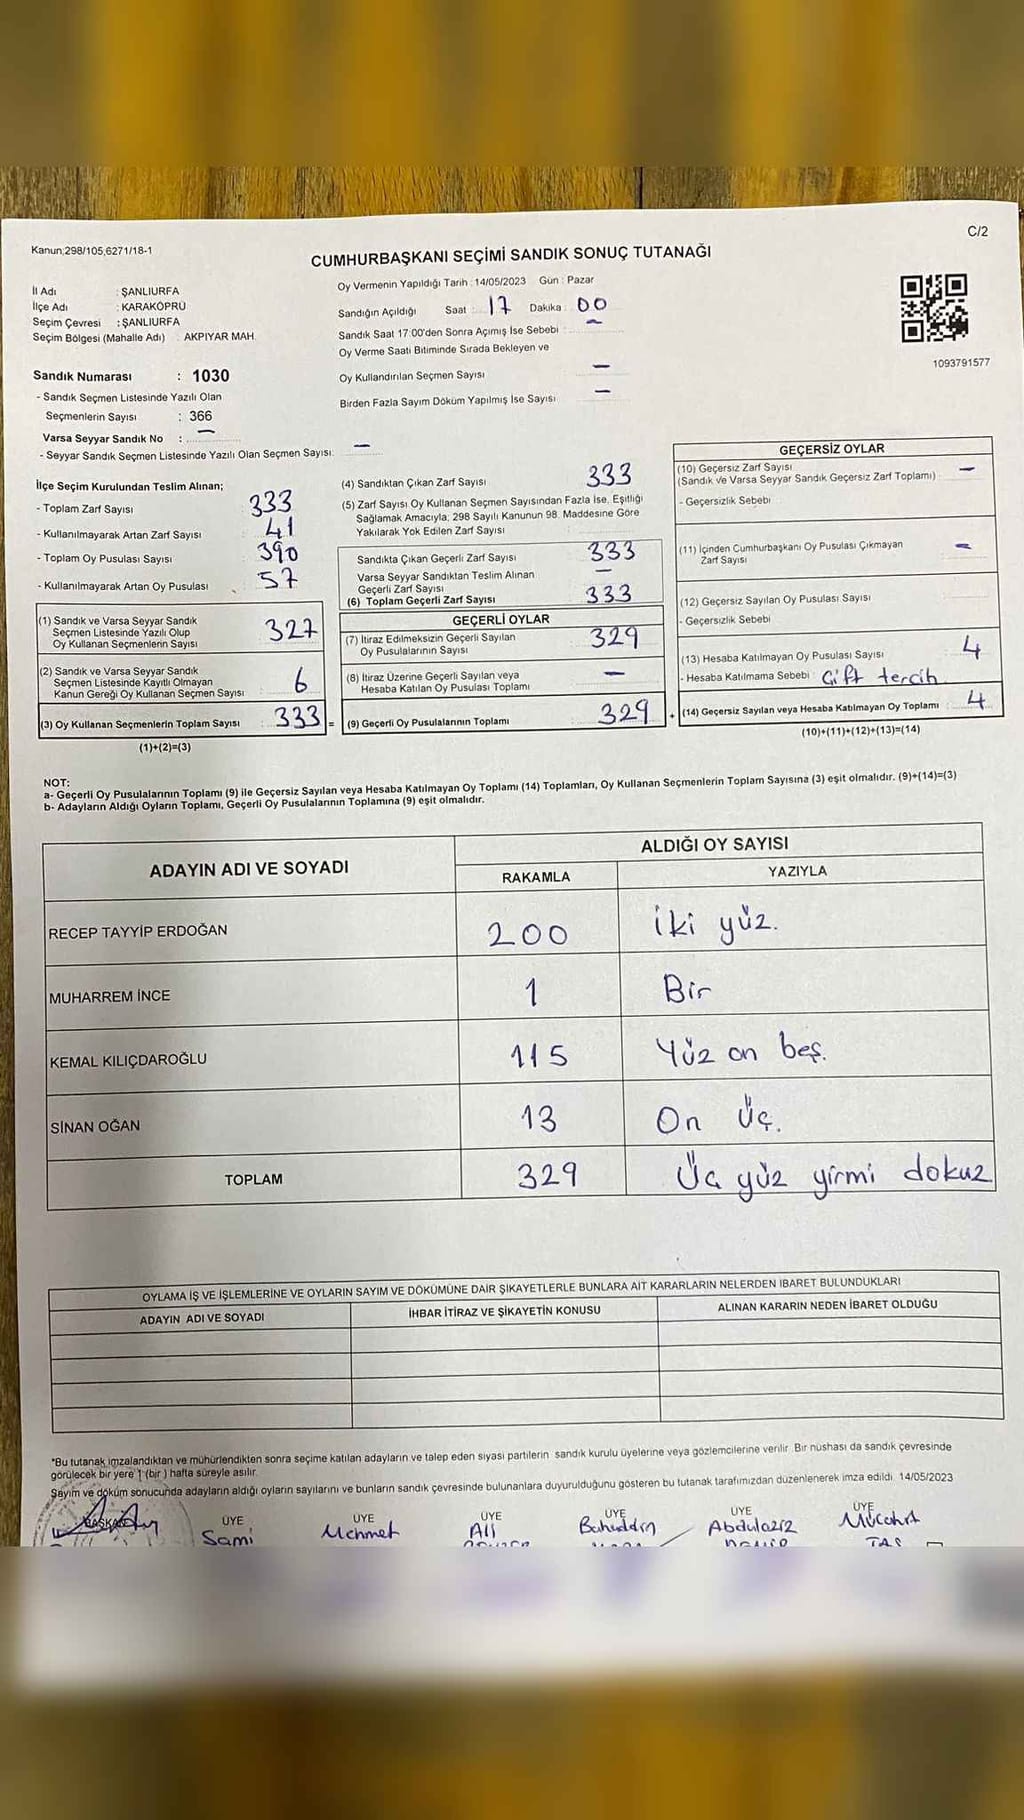 C/2
Kanun;298/105,6271/18-1
CUMHURBAŞKANI SEÇİMİ SANDIK SONUÇ TUTANAĞI
İl Adı : ŞANLIURFA
İlçe Adı : KARAKÖPRÜ
Seçim Çevresi : ŞANLIURFA
Seçim Bölgesi (Mahalle Adı) : AKPIYAR MAH.
Oy Vermenin Yapıldığı Tarih : 14/05/2023 Gün : Pazar
Sandığın Açıldığı Saat : 17 Dakika : 00
Sandık Saat 17:00'den Sonra Açımış İse Sebebi : –
Oy Verme Saati Bitiminde Sırada Bekleyen ve
Oy Kullandırılan Seçmen Sayısı –
Birden Fazla Sayım Döküm Yapılmış İse Sayısı –
1093791577
Sandık Numarası : 1030
- Sandık Seçmen Listesinde Yazılı Olan
Seçmenlerin Sayısı : 366
Varsa Seyyar Sandık No : –
- Seyyar Sandık Seçmen Listesinde Yazılı Olan Seçmen Sayısı: –
İlçe Seçim Kurulundan Teslim Alınan;
- Toplam Zarf Sayısı 333
- Kullanılmayarak Artan Zarf Sayısı 41
- Toplam Oy Pusulası Sayısı 390
- Kullanılmayarak Artan Oy Pusulası 57
(1) Sandık ve Varsa Seyyar Sandık
Seçmen Listesinde Yazılı Olup
Oy Kullanan Seçmenlerin Sayısı 327
(2) Sandık ve Varsa Seyyar Sandık
Seçmen Listesinde Kayıtlı Olmayan
Kanun Gereği Oy Kullanan Seçmen Sayısı 6
(3) Oy Kullanan Seçmenlerin Toplam Sayısı : 333 =
(1)+(2)=(3)
(4) Sandıktan Çıkan Zarf Sayısı 333
(5) Zarf Sayısı Oy Kullanan Seçmen Sayısından Fazla İse, Eşitliği
Sağlamak Amacıyla, 298 Sayılı Kanunun 98. Maddesine Göre
Yakılarak Yok Edilen Zarf Sayısı
Sandıkta Çıkan Geçerli Zarf Sayısı 333
Varsa Seyyar Sandıktan Teslim Alınan
Geçerli Zarf Sayısı –
(6) Toplam Geçerli Zarf Sayısı 333
GEÇERLİ OYLAR
(7) İtiraz Edilmeksizin Geçerli Sayılan
Oy Pusulalarının Sayısı 329
(8) İtiraz Üzerine Geçerli Sayılan veya
Hesaba Katılan Oy Pusulası Toplamı –
(9) Geçerli Oy Pusulalarının Toplamı 329 +
GEÇERSİZ OYLAR
(10) Geçersiz Zarf Sayısı
(Sandık Ve Varsa Seyyar Sandık Geçersiz Zarf Toplamı) : –
- Geçersizlik Sebebi
(11) İçinden Cumhurbaşkanı Oy Pusulası Çıkmayan
Zarf Sayısı –
(12) Geçersiz Sayılan Oy Pusulası Sayısı
- Geçersizlik Sebebi
(13) Hesaba Katılmayan Oy Pusulası Sayısı 4
- Hesaba Katılmama Sebebi : Çift tercih
(14) Geçersiz Sayılan veya Hesaba Katılmayan Oy Toplamı 4
(10)+(11)+(12)+(13)=(14)
NOT:
a- Geçerli Oy Pusulalarının Toplamı (9) ile Geçersiz Sayılan veya Hesaba Katılmayan Oy Toplamı (14) Toplamları, Oy Kullanan Seçmenlerin Toplam Sayısına (3) eşit olmalıdır. (9)+(14)=(3)
b- Adayların Aldığı Oyların Toplamı, Geçerli Oy Pusulalarının Toplamına (9) eşit olmalıdır.
ADAYIN ADI VE SOYADI
ALDIĞI OY SAYISI
RAKAMLA YAZIYLA
RECEP TAYYİP ERDOĞAN 200 İki yüz.
MUHARREM İNCE 1 Bir
KEMAL KILIÇDAROĞLU 115 Yüz on beş.
SİNAN OĞAN 13 On Üç.
TOPLAM 329 Üç yüz yirmi dokuz
OYLAMA İŞ VE İŞLEMLERİNE VE OYLARIN SAYIM VE DÖKÜMÜNE DAİR ŞİKAYETLERLE BUNLARA AİT KARARLARIN NELERDEN İBARET BULUNDUKLARI
ADAYIN ADI VE SOYADI İHBAR İTİRAZ VE ŞİKAYETİN KONUSU ALINAN KARARIN NEDEN İBARET OLDUĞU
*Bu tutanak imzalandıktan ve mühürlendikten sonra seçime katılan adayların ve talep eden siyasi partilerin sandık kurulu üyelerine veya gözlemcilerine verilir. Bir nüshası da sandık çevresinde
görülecek bir yere 1 (bir ) hafta süreyle asılır.
Sayım ve döküm sonucunda adayların aldığı oyların sayılarını ve bunların sandık çevresinde bulunanlara duyurulduğunu gösteren bu tutanak tarafımızdan düzenlenerek imza edildi. 14/05/2023
BAŞKAN ÜYE ÜYE ÜYE ÜYE ÜYE ÜYE
Sami Mehmet Ali Bahuddin Abdulaziz Mücahit
TAŞ